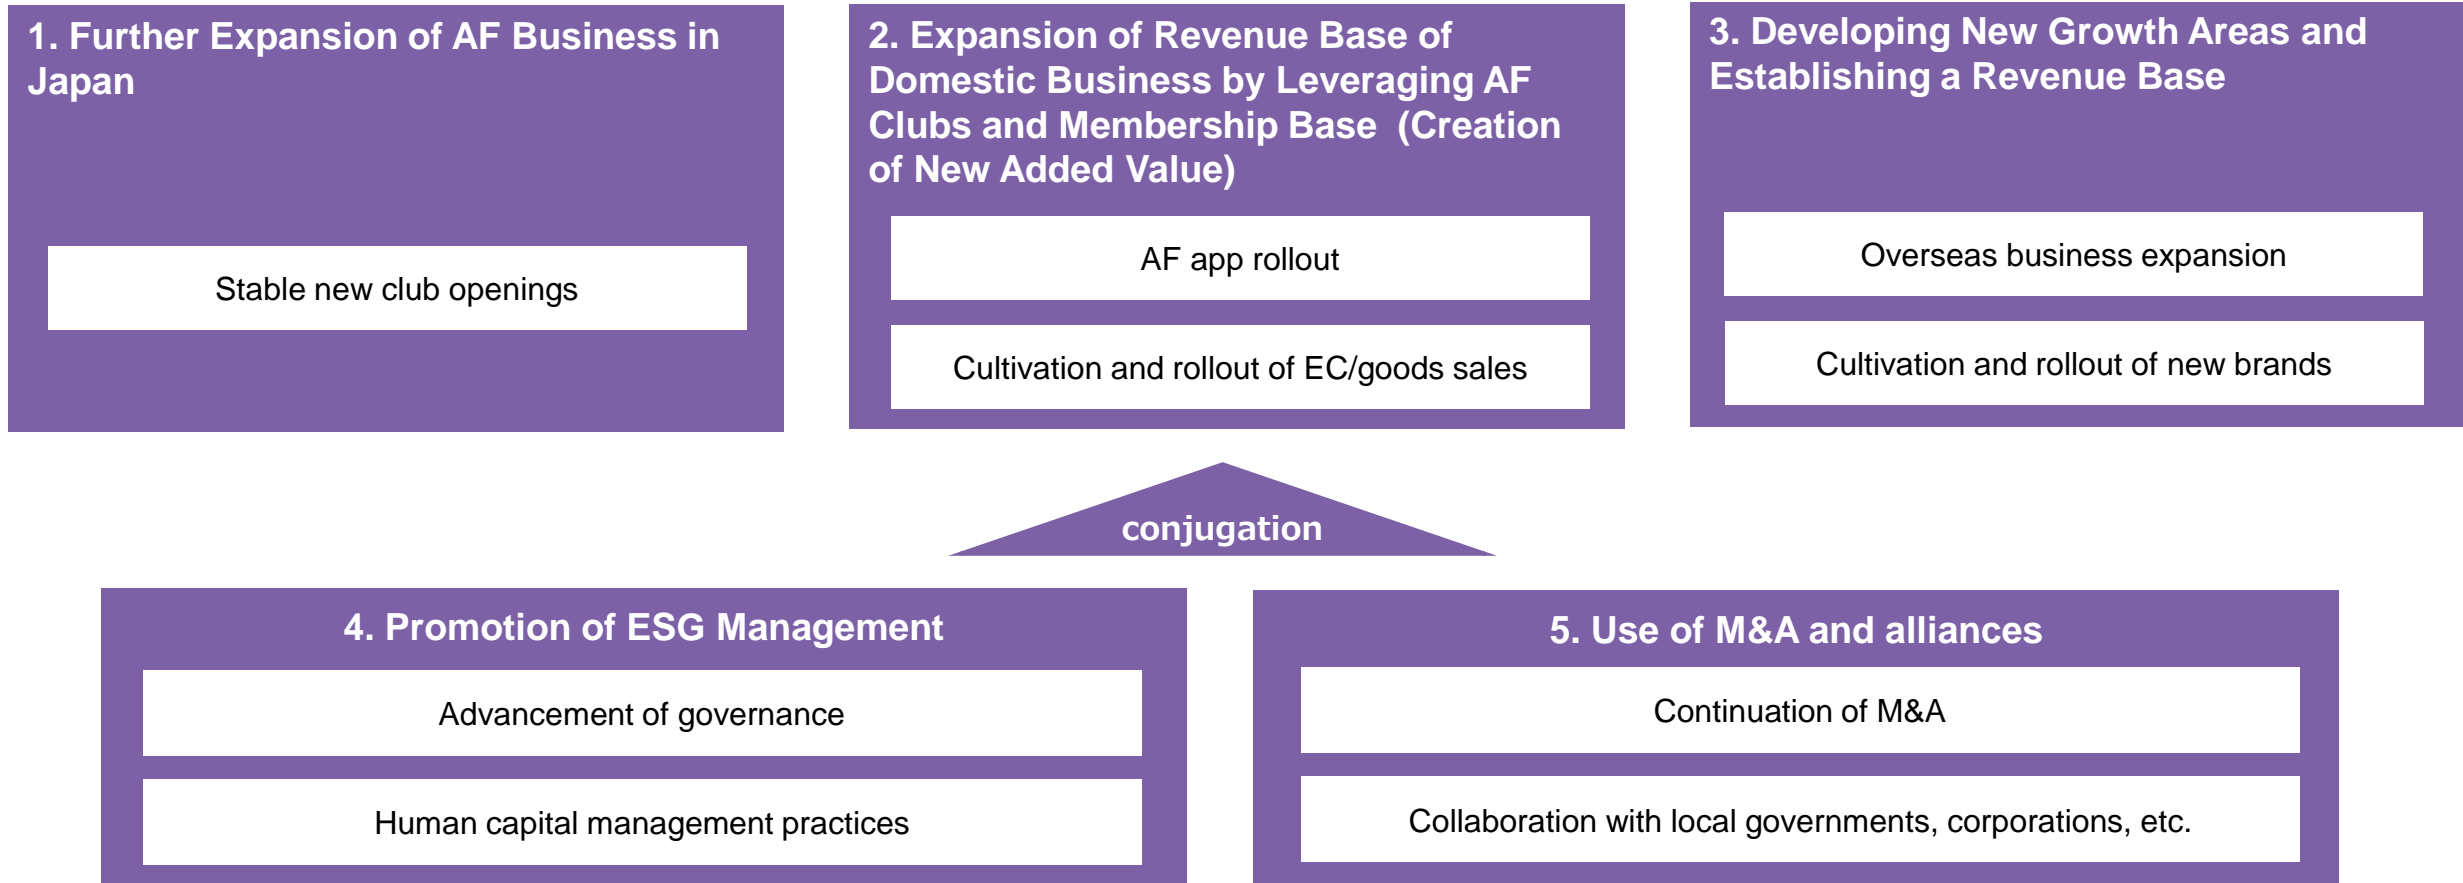 1. Further Expansion of AF Business in
Japan
Stable new club openings
2. Expansion of Revenue Base of
Domestic Business by Leveraging AF
Clubs and Membership Base (Creation
of New Added Value)
AF app rollout
Cultivation and rollout of EC/goods sales
3. Developing New Growth Areas and
Establishing a Revenue Base
Overseas business expansion
Cultivation and rollout of new brands
conjugation
4. Promotion of ESG Management
Advancement of governance
Human capital management practices
5. Use of M&A and alliances
Continuation of M&A
Collaboration with local governments, corporations, etc.